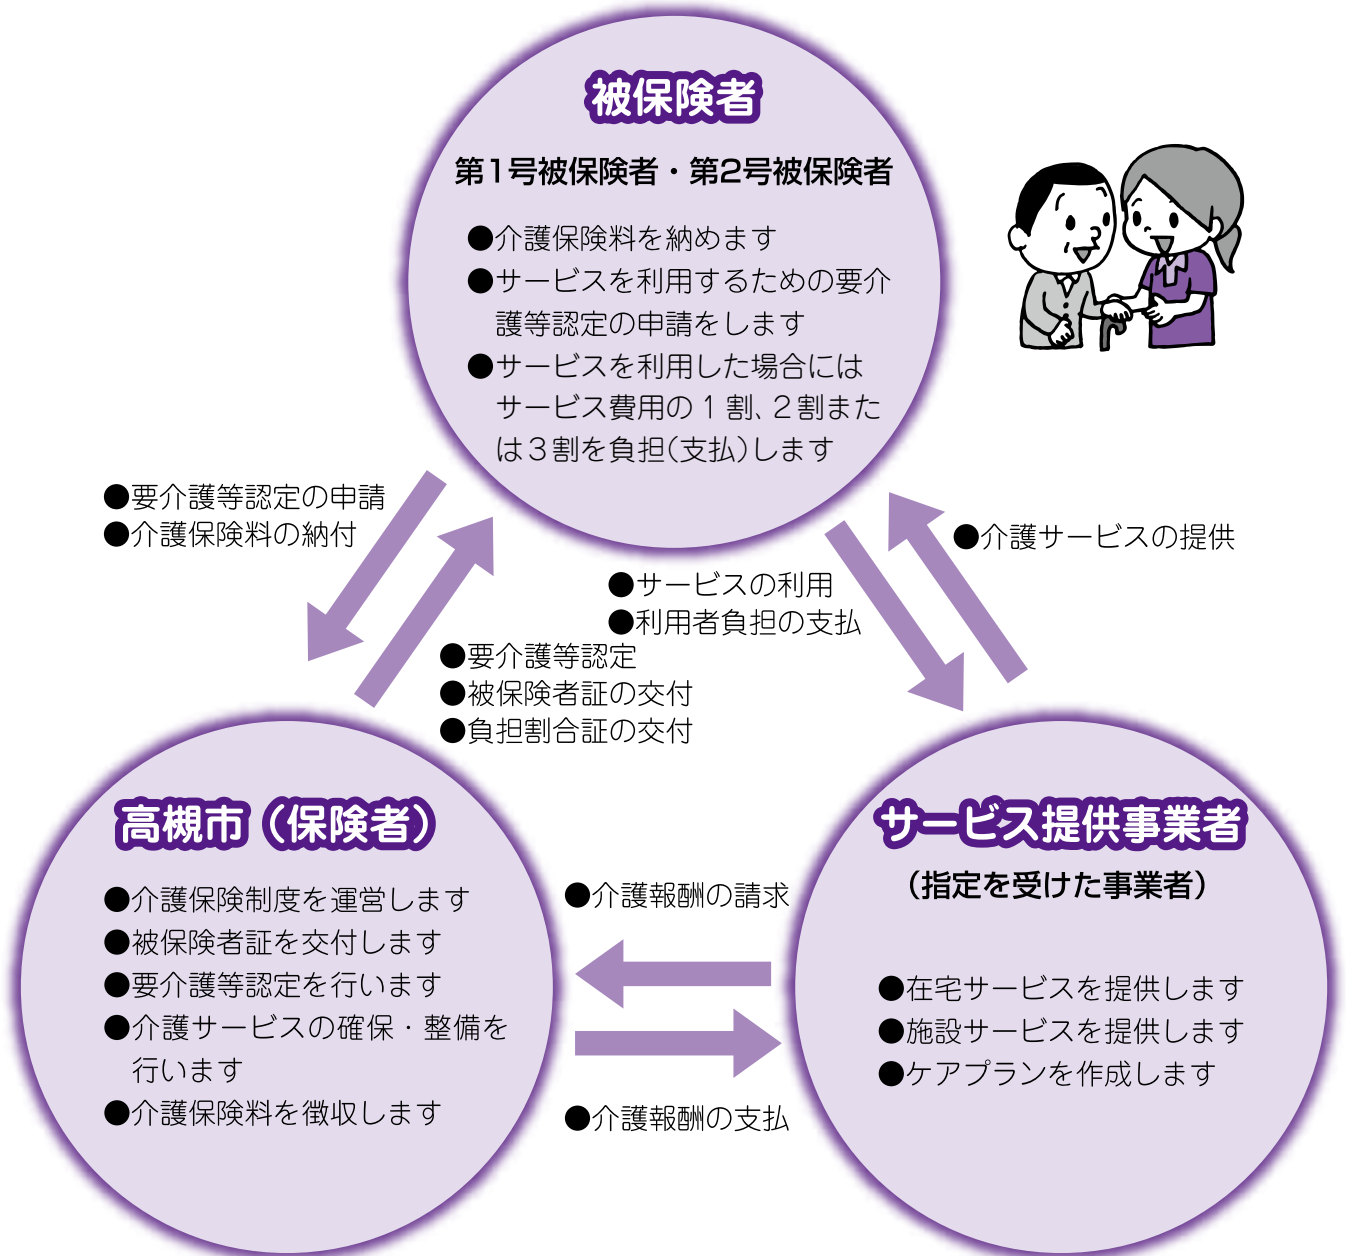 被保険者
第1号被保険者・第2号被保険者
●介護保険料を納めます
●サービスを利用するための要介
護等認定の申請をします
●サービスを利用した場合には
サービス費用の1割、2割また
は3割を負担(支払)します
●要介護等認定の申請
●介護保険料の納付
●介護サービスの提供
●サービスの利用
●利用者負担の支払
●要介護等認定
●被保険者証の交付
●負担割合証の交付
高槻市(保険者)
●介護保険制度を運営します
●被保険者証を交付します
●要介護等認定を行います
●介護サービスの確保・整備を
行います
●介護保険料を徴収します
●介護報酬の請求
●介護報酬の支払
サービス提供事業者
(指定を受けた事業者)
●在宅サービスを提供します
●施設サービスを提供します
●ケアプランを作成します